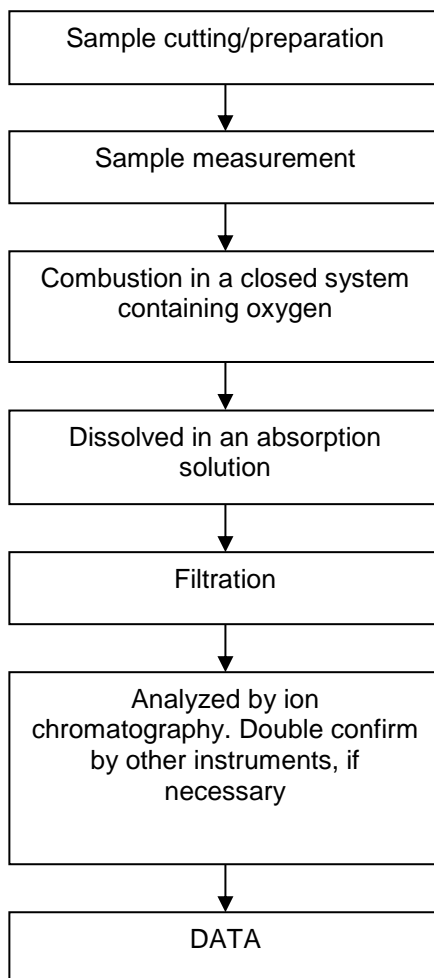 Sample cutting/preparation
Sample measurement
Combustion in a closed system
containing oxygen
Dissolved in an absorption
solution
Filtration
Analyzed by ion
chromatography. Double confirm
by other instruments, if
necessary
DATA